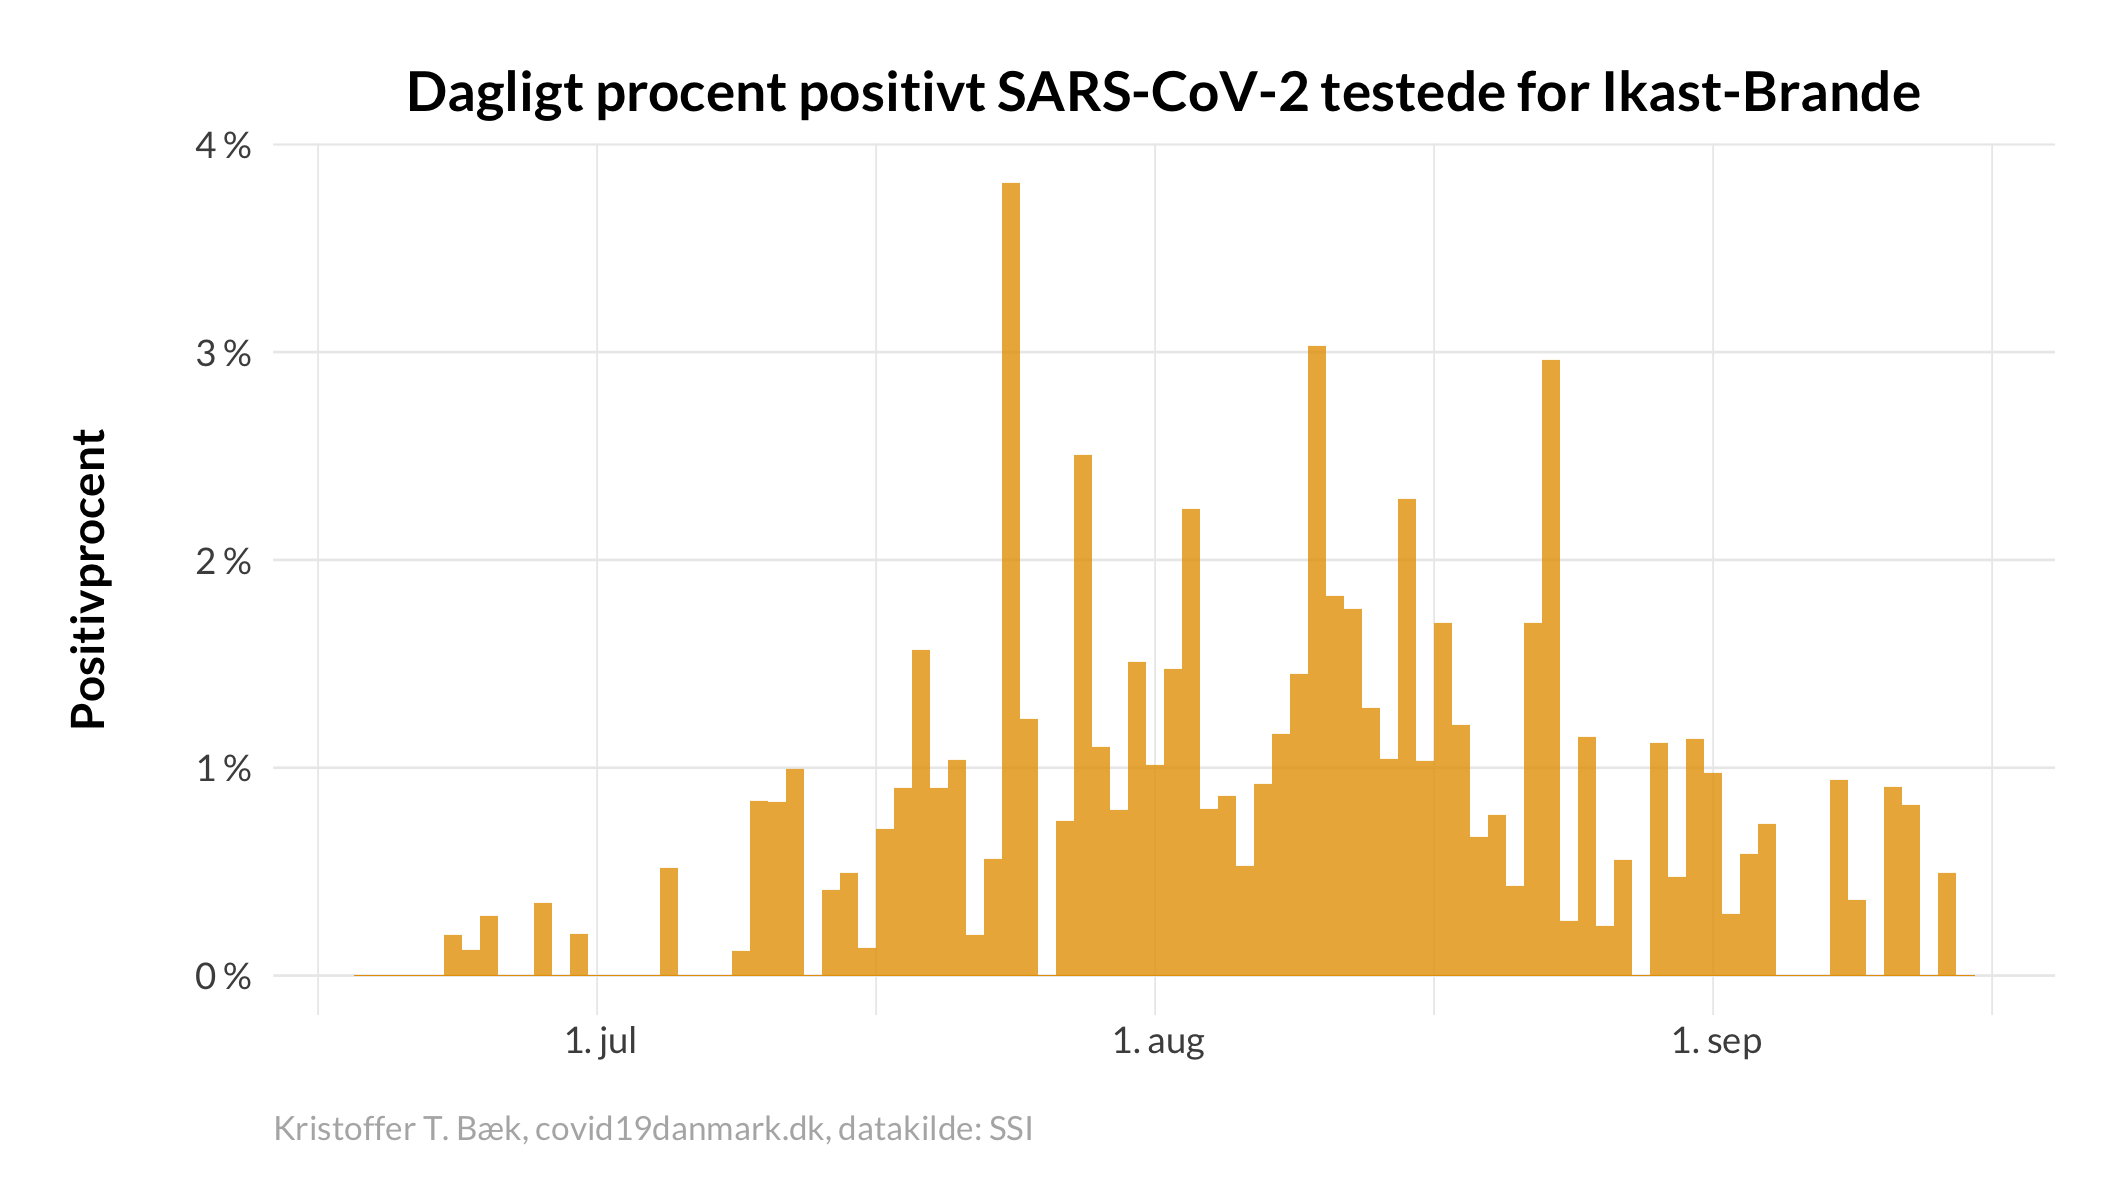 Dagligt procent positivt SARS-CoV-2 testede for Ikast-Brande
4 %
3 %
2 %
1 %
0 %
Positivprocent
1. jul
1. aug
1. sep
Kristoffer T. Bæk, covid19danmark.dk, datakilde: SSI